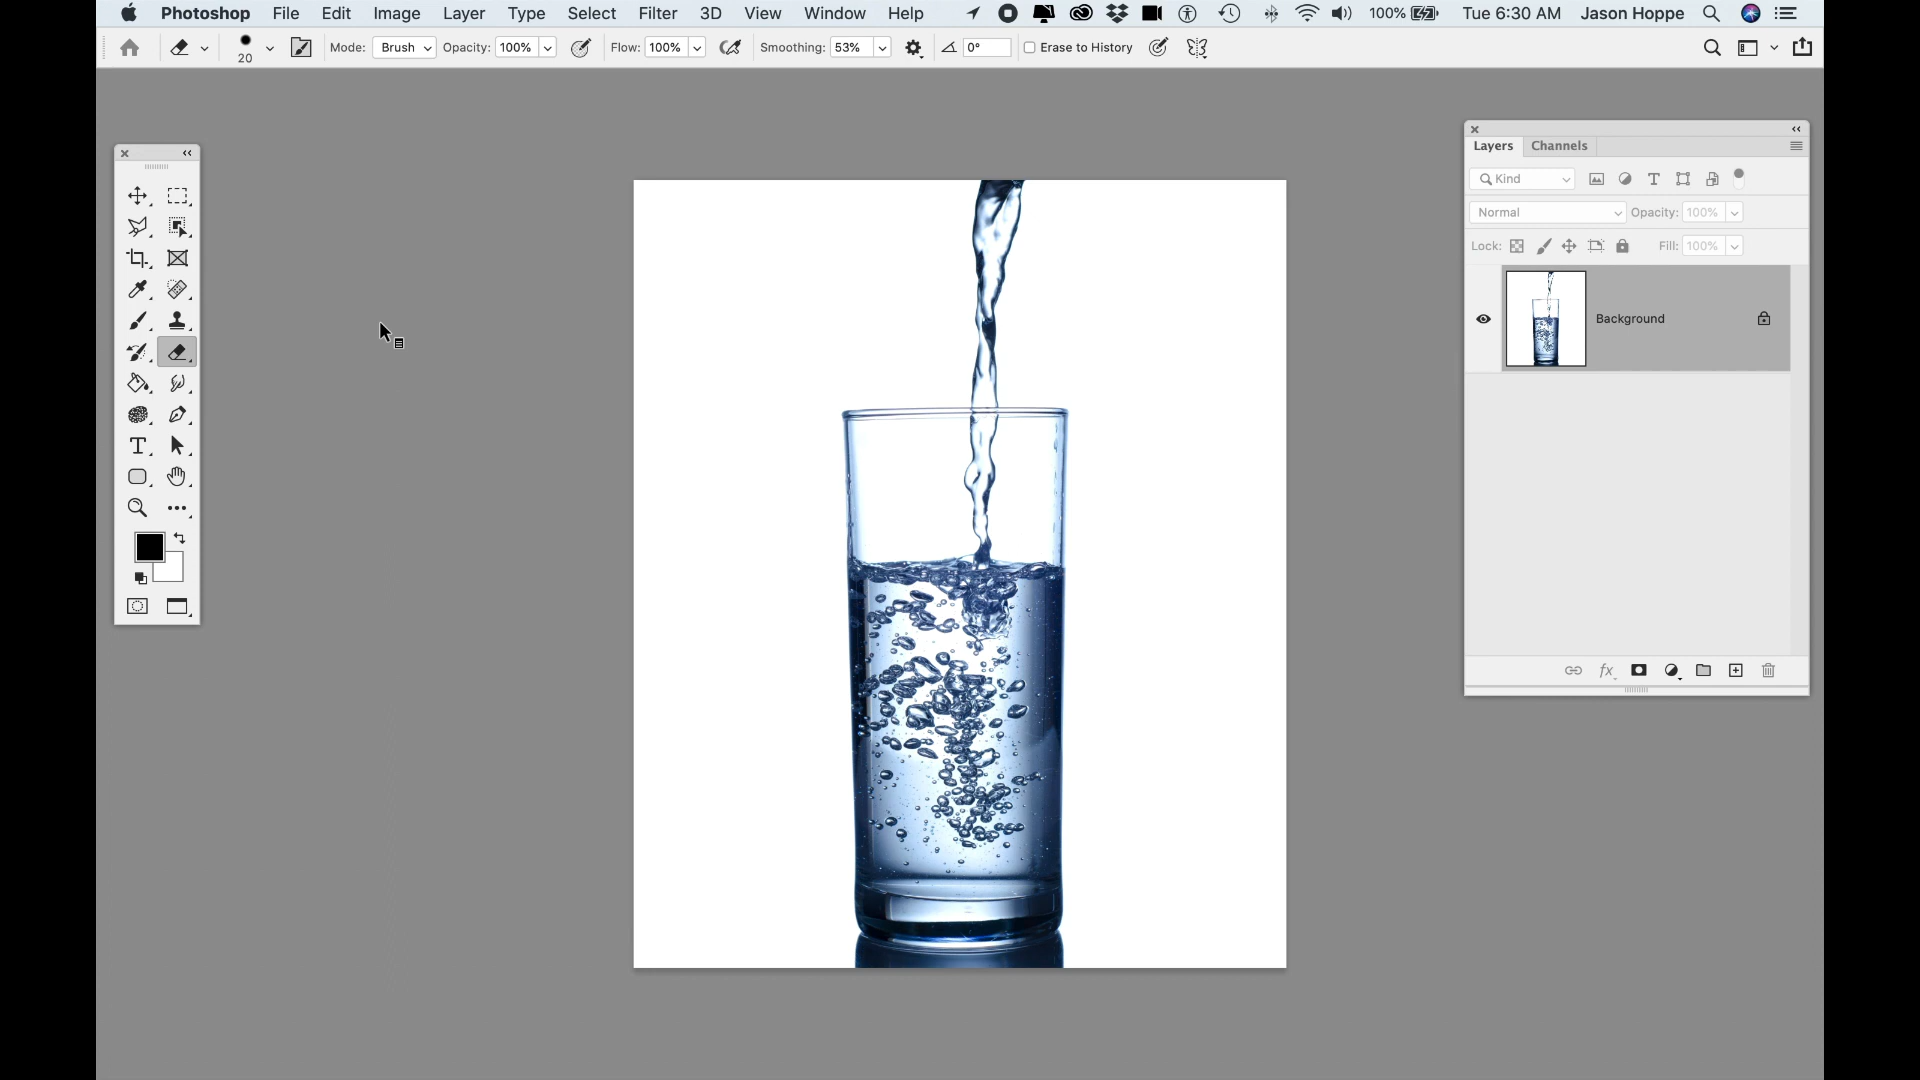 Photoshop File Edit Image Layer Type Select Filter 3D View Window Help 100% Tue 6:30 AM Jason Hoppe
20 Mode: Brush Opacity: 100% Flow: 100% Smoothing: 53% 0° Erase to History
Layers Channels
Kind
Normal Opacity: 100%
Lock: Fill: 100%
Background
fx